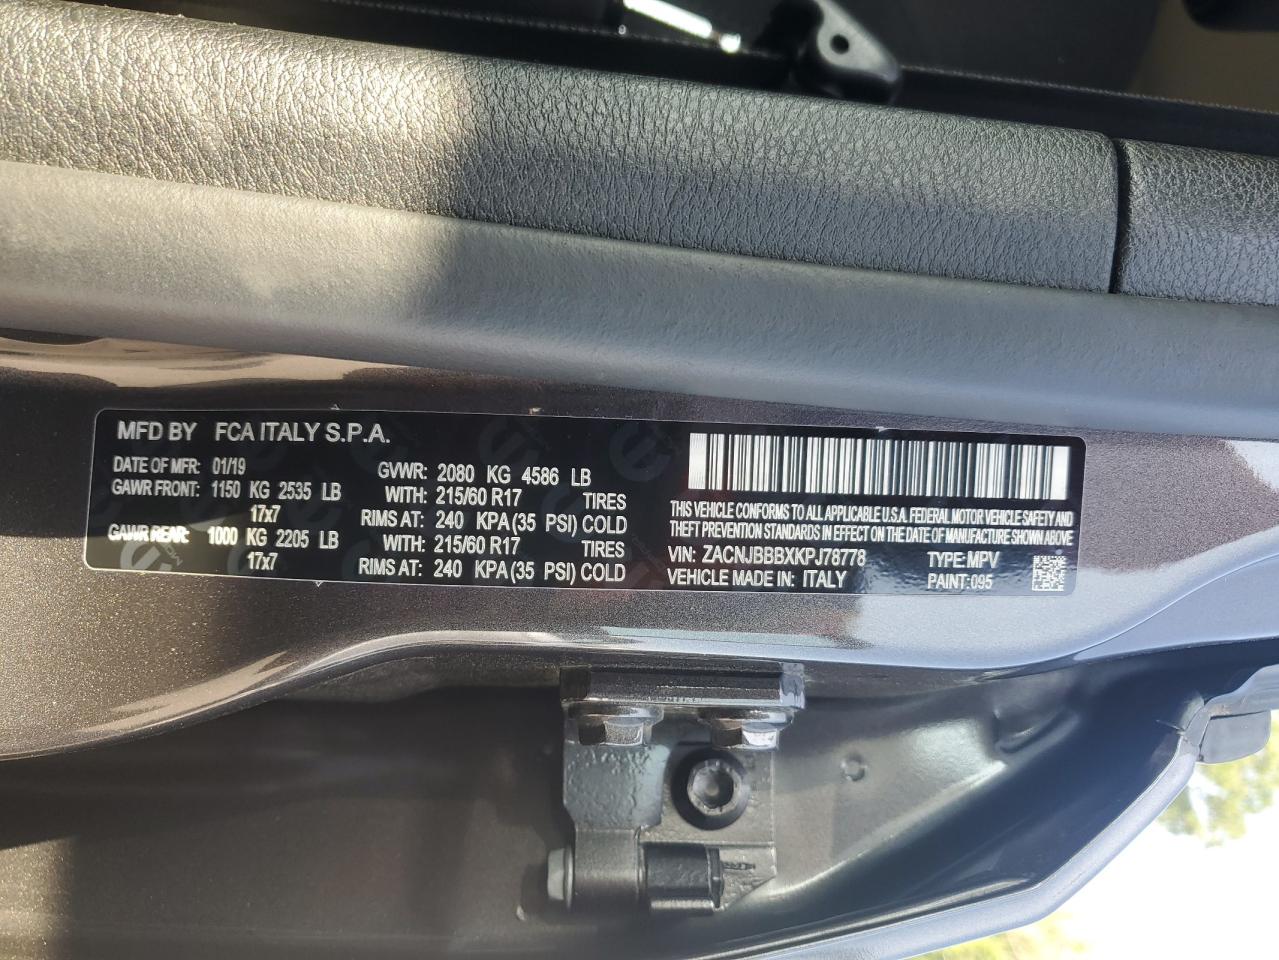 MFD BY FCA ITALY S.P.A.
DATE OF MFR: 01/19
GAWR FRONT: 1150 KG 2535 LB
17x7
GAWR REAR: 1000 KG 2205 LB
17x7
GVWR: 2080 KG 4586 LB
WITH: 215/60 R17 TIRES
RIMS AT: 240 KPA (35 PSI) COLD
WITH: 215/60 R17 TIRES
RIMS AT: 240 KPA (35 PSI) COLD
THIS VEHICLE CONFORMS TO ALL APPLICABLE U.S.A. FEDERAL MOTOR VEHICLE SAFETY AND
THEFT PREVENTION STANDARDS IN EFFECT ON THE DATE OF MANUFACTURE SHOWN ABOVE.
VIN: ZACNJBBBXKPJ78778 TYPE: MPV
VEHICLE MADE IN: ITALY PAINT: 095